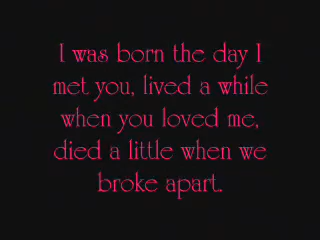 I was born the day I
met you, lived a while
when you loved me,
died a little when we
broke apart.